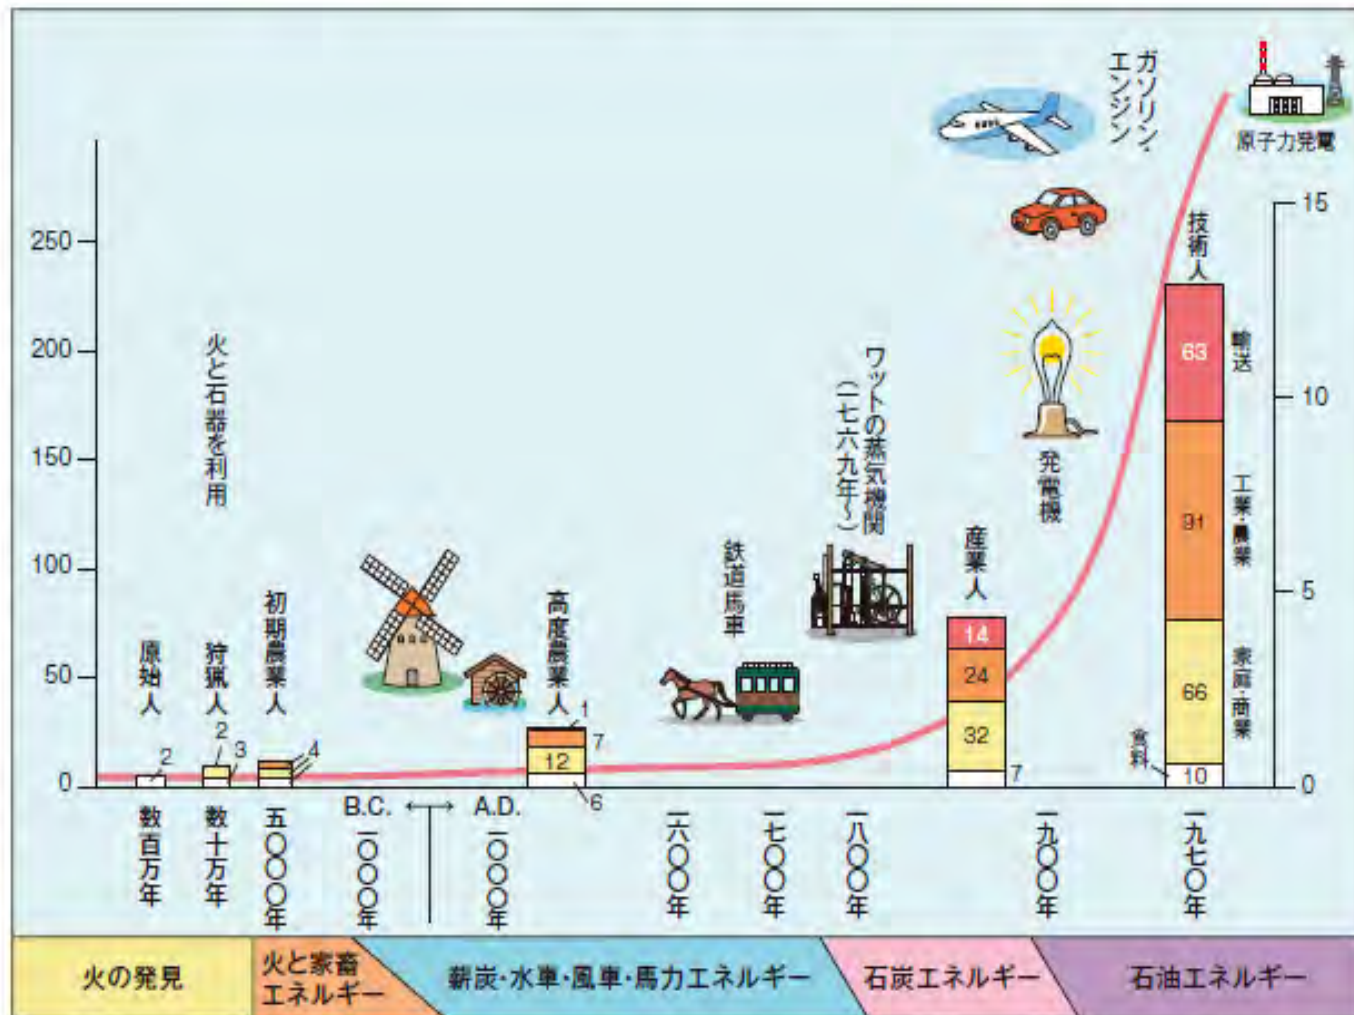 ガソリン・
エンジン
原子力発電
250
200
150
100
50
0
15
10
5
0
火と石器を利用
原始人
狩猟人
初期農業人
高度農業人
鉄道馬車
ワットの蒸気機関
(一七六九年〜)
産業人
発電機
技術人
輸送
工業・農業
家庭・商業
食料
2
2
3
4
1
7
12
6
14
24
32
7
63
91
66
10
数百万年
数十万年
五〇〇〇年
B.C. ↔ A.D.
一〇〇〇年
一〇〇〇年
一六〇〇年
一七〇〇年
一八〇〇年
一九〇〇年
一九七〇年
火の発見
火と家畜
エネルギー
薪炭・水車・風車・馬力エネルギー
石炭エネルギー
石油エネルギー